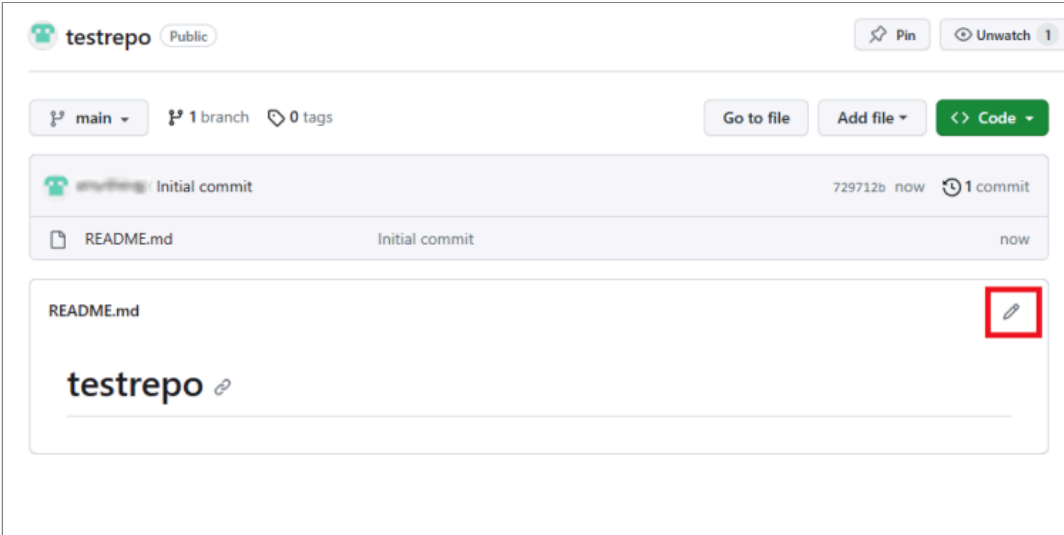 testrepo Public Pin Unwatch 1
main 1 branch 0 tags Go to file Add file <> Code
Initial commit 729712b now 1 commit
README.md Initial commit now
README.md
testrepo